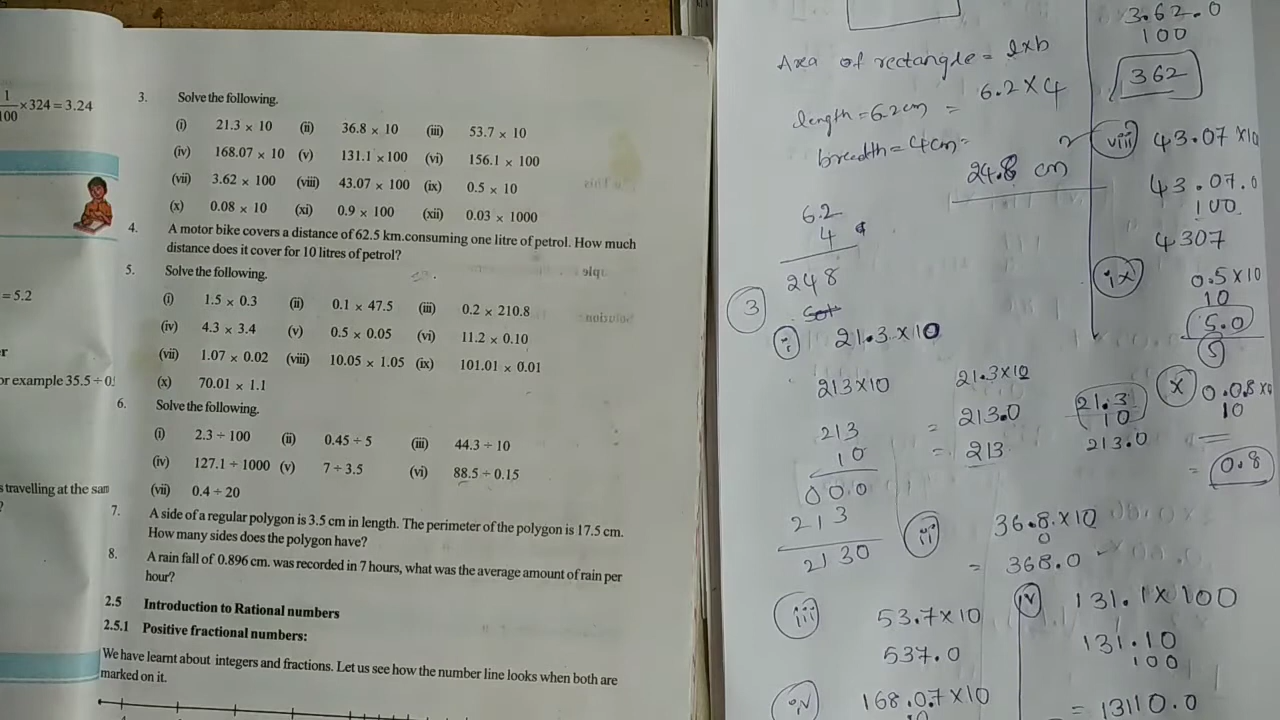 1/100 ×324 = 3.24
= 5.2
or example 35.5 ÷ 0.
s travelling at the sam
?
3. Solve the following.
(i) 21.3 × 10 (ii) 36.8 × 10 (iii) 53.7 × 10
(iv) 168.07 × 10 (v) 131.1 ×100 (vi) 156.1 × 100
(vii) 3.62 × 100 (viii) 43.07 × 100 (ix) 0.5 × 10
(x) 0.08 × 10 (xi) 0.9 × 100 (xii) 0.03 × 1000
4. A motor bike covers a distance of 62.5 km.consuming one litre of petrol. How much
distance does it cover for 10 litres of petrol?
5. Solve the following.
(i) 1.5 × 0.3 (ii) 0.1 × 47.5 (iii) 0.2 × 210.8
(iv) 4.3 × 3.4 (v) 0.5 × 0.05 (vi) 11.2 × 0.10
(vii) 1.07 × 0.02 (viii) 10.05 × 1.05 (ix) 101.01 × 0.01
(x) 70.01 × 1.1
6. Solve the following.
(i) 2.3 ÷ 100 (ii) 0.45 ÷ 5 (iii) 44.3 ÷ 10
(iv) 127.1 ÷ 1000 (v) 7 ÷ 3.5 (vi) 88.5 ÷ 0.15
(vii) 0.4 ÷ 20
7. A side of a regular polygon is 3.5 cm in length. The perimeter of the polygon is 17.5 cm.
How many sides does the polygon have?
8. A rain fall of 0.896 cm. was recorded in 7 hours, what was the average amount of rain per
hour?
2.5 Introduction to Rational numbers
2.5.1 Positive fractional numbers:
We have learnt about integers and fractions. Let us see how the number line looks when both are
marked on it.
Area of rectangle = l×b
length = 6.2 cm = 6.2 × 4
breadth = 4 cm =
24.8 cm
62
4
248
3
i) 21.3×10
213×10
213
10
000
213
2130
21.3×10
= 213.0
= 213
21.3
10
213.0
ii 36.8×10
0
= 368.0
iii 53.7×10
537.0
iv 168.07×10
3.62.0
100
362
viii 43.07×10
43.07.0
100
4307
ix 0.5×10
10
5.0
5
x 0.08×
10
= 0.8
v 131.1×100
131.10
100
= 13110.0